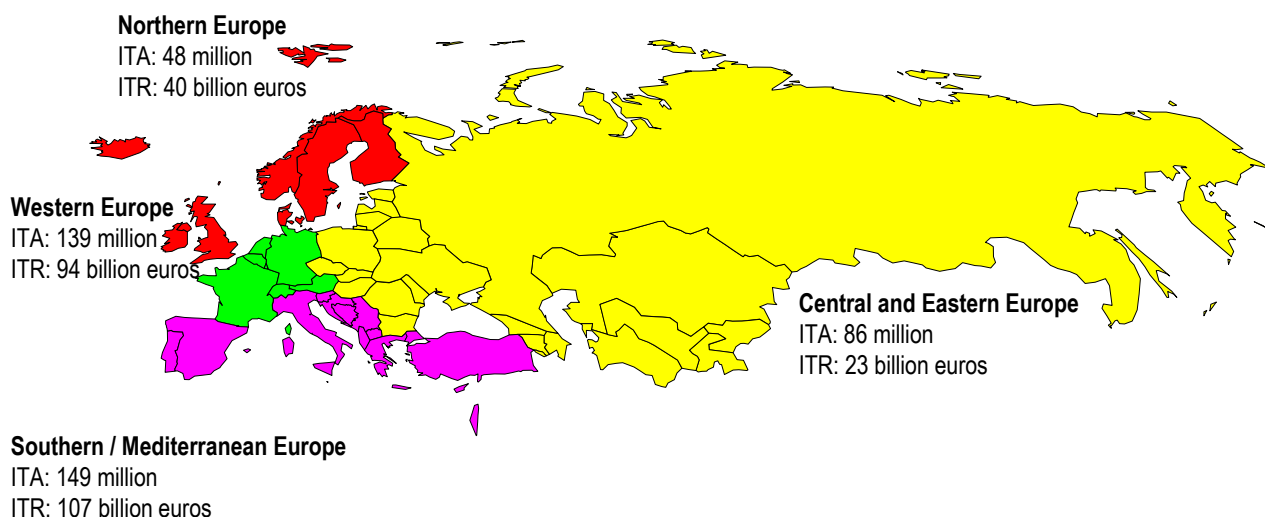 Northern Europe
ITA: 48 million
ITR: 40 billion euros
Western Europe
ITA: 139 million
ITR: 94 billion euros
Central and Eastern Europe
ITA: 86 million
ITR: 23 billion euros
Southern / Mediterranean Europe
ITA: 149 million
ITR: 107 billion euros